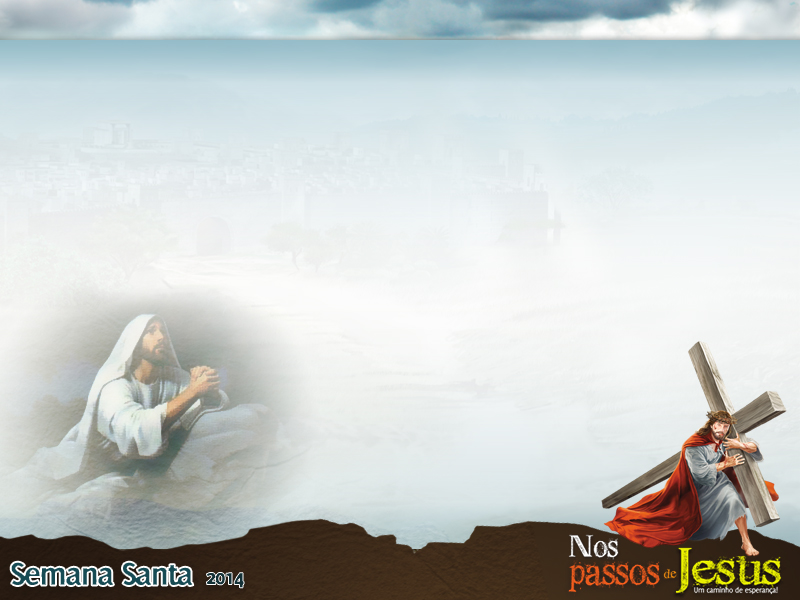 Semana Santa 2014
Nos
passos de Jesus
Um caminho de esperança!